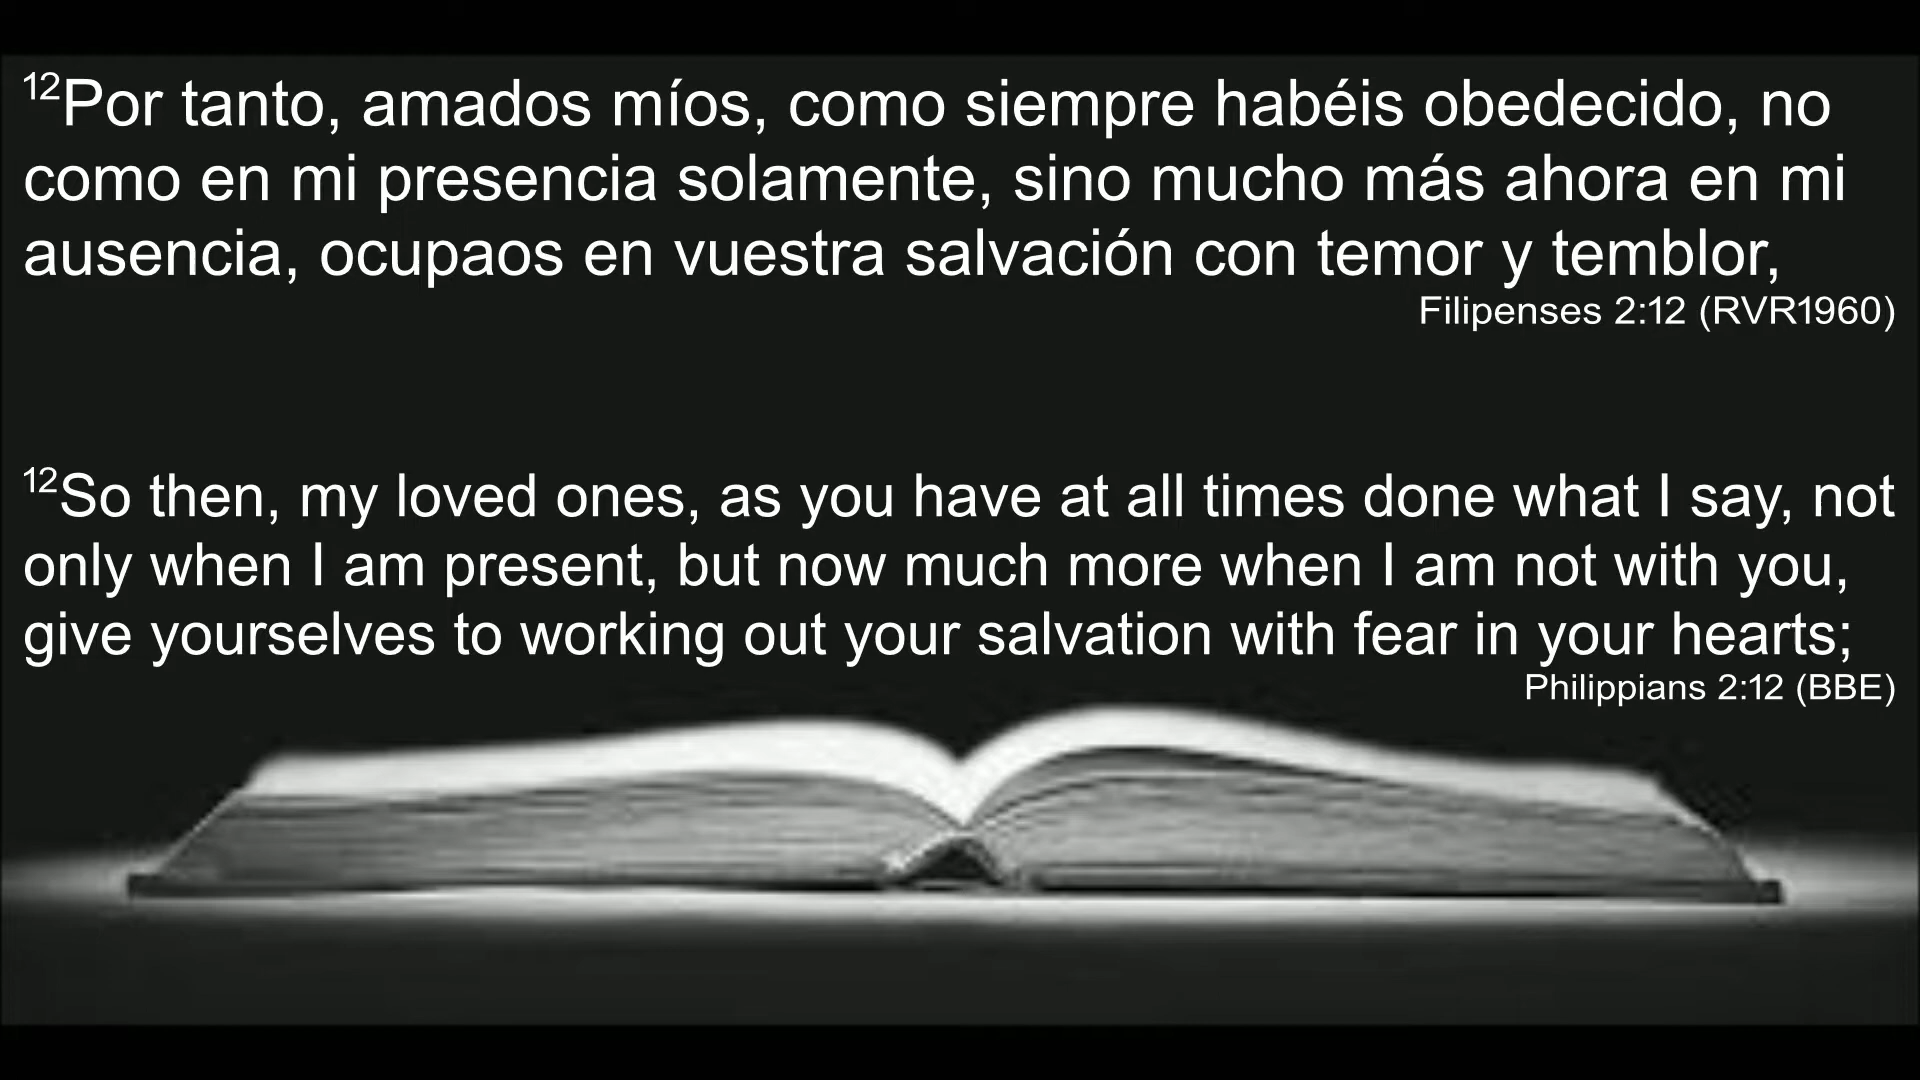 12Por tanto, amados míos, como siempre habéis obedecido, no
como en mi presencia solamente, sino mucho más ahora en mi
ausencia, ocupaos en vuestra salvación con temor y temblor,
Filipenses 2:12 (RVR1960)
12So then, my loved ones, as you have at all times done what I say, not
only when I am present, but now much more when I am not with you,
give yourselves to working out your salvation with fear in your hearts;
Philippians 2:12 (BBE)